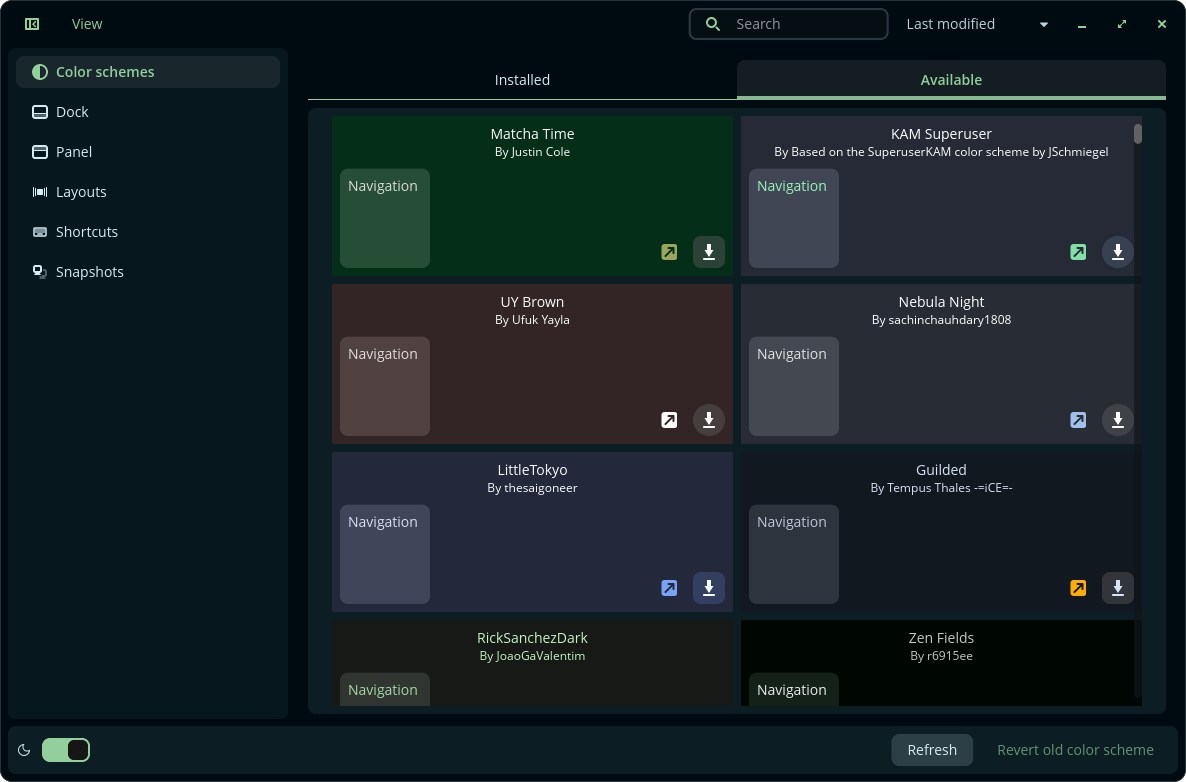 View
Search
Last modified
Color schemes
Dock
Panel
Layouts
Shortcuts
Snapshots
Installed
Available
Matcha Time
By Justin Cole
Navigation
KAM Superuser
By Based on the SuperuserKAM color scheme by JSchmiegel
Navigation
UY Brown
By Ufuk Yayla
Navigation
Nebula Night
By sachinchauhdary1808
Navigation
LittleTokyo
By thesaigoneer
Navigation
Guilded
By Tempus Thales -=iCE=-
Navigation
RickSanchezDark
By JoaoGaValentim
Navigation
Zen Fields
By r6915ee
Navigation
Refresh
Revert old color scheme